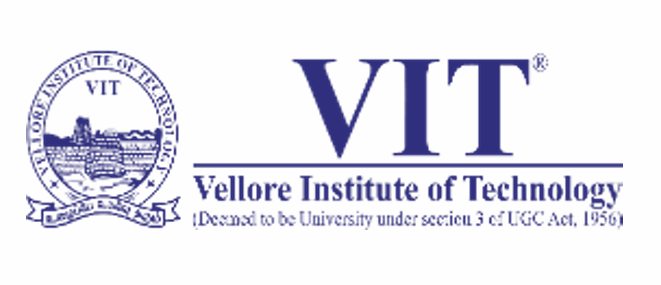 VELLORE INSTITUTE OF TECHNOLOGY
VIT
VIT®
Vellore Institute of Technology
(Deemed to be University under section 3 of UGC Act, 1956)